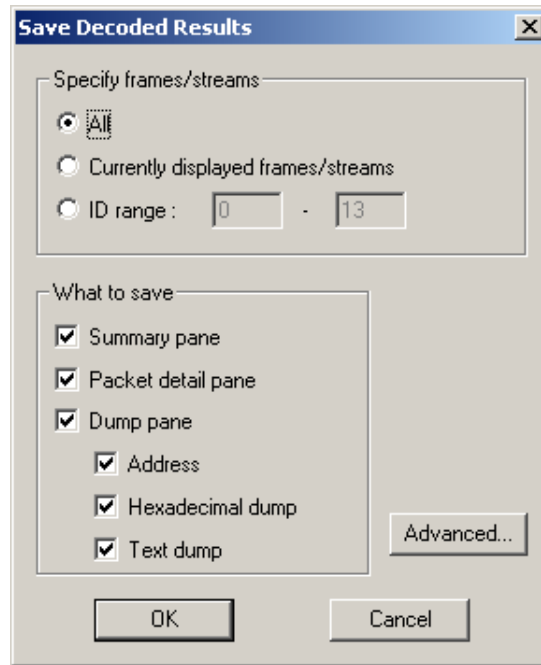 Save Decoded Results
Specify frames/streams
All
Currently displayed frames/streams
ID range : 0 - 13
What to save
Summary pane
Packet detail pane
Dump pane
Address
Hexadecimal dump
Text dump
Advanced...
OK Cancel